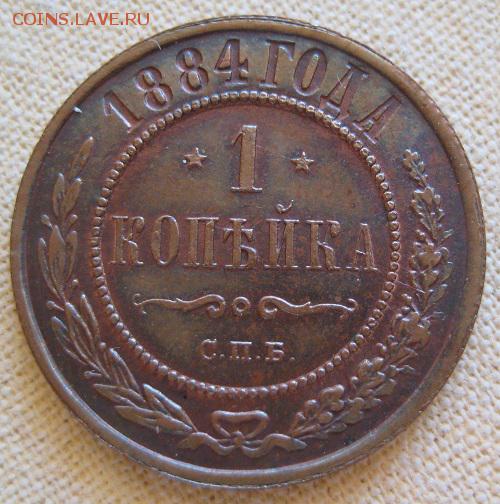 COINS.LAVE.RU
1884 ГОДА
1
КОПѢЙКА
С.П.Б.